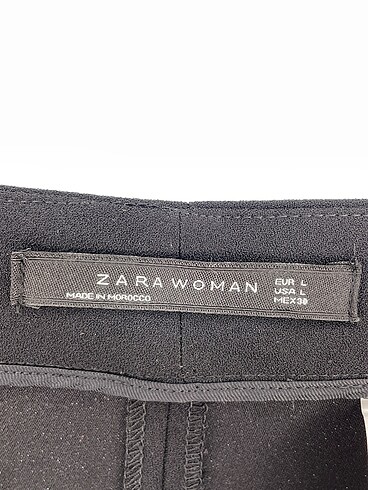 ZARA WOMAN
MADE IN MOROCCO
EUR L
USA L
MEX 30